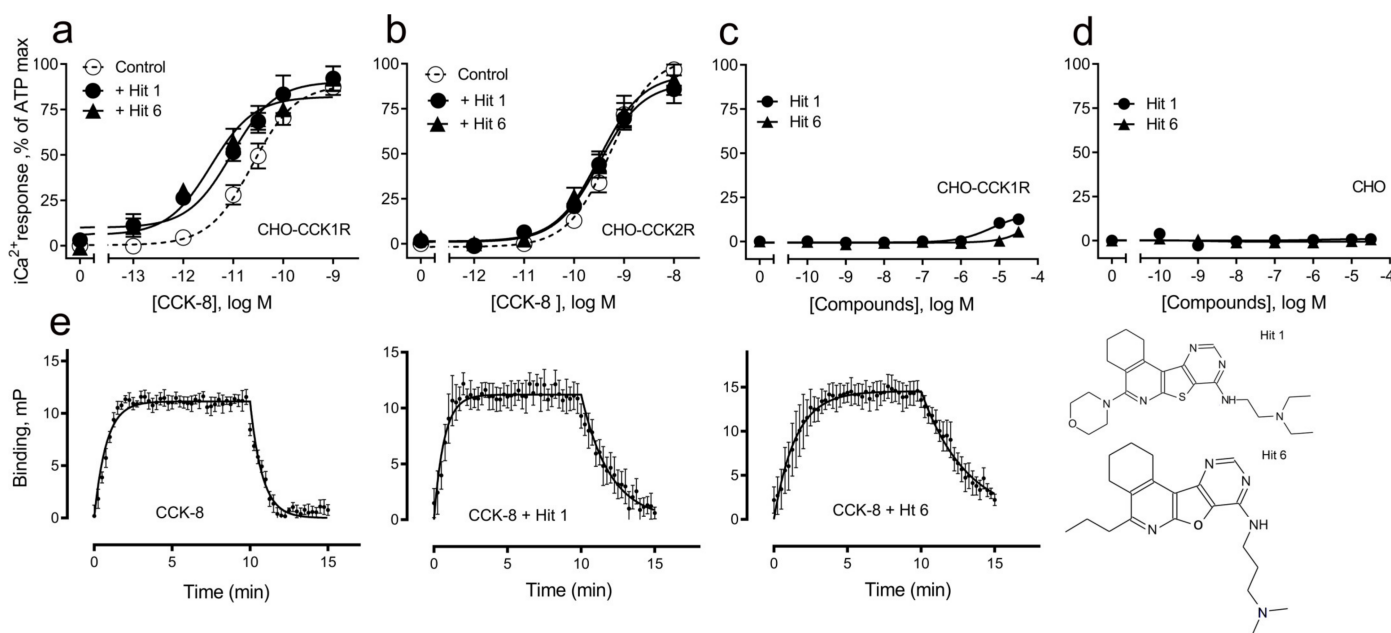 a
iCa2+ response ,% of ATP max
100
75
50
25
0
Control
+ Hit 1
+ Hit 6
CHO-CCK1R
0 -13 -12 -11 -10 -9
[CCK-8], log M
b
100
75
50
25
0
Control
+ Hit 1
+ Hit 6
CHO-CCK2R
0 -12 -11 -10 -9 -8
[CCK-8 ], log M
c
100
75
50
25
0
Hit 1
Hit 6
CHO-CCK1R
0 -10 -9 -8 -7 -6 -5 -4
[Compounds], log M
d
100
75
50
25
0
Hit 1
Hit 6
CHO
0 -10 -9 -8 -7 -6 -5 -4
[Compounds], log M
e
Binding, mP
15
10
5
0
CCK-8
0 5 10 15
Time (min)
15
10
5
0
CCK-8 + Hit 1
0 5 10 15
Time (min)
20
15
10
5
0
CCK-8 + Ht 6
0 5 10 15
Time (min)
Hit 1
N
N
N
N
S
NH
N
O
Hit 6
N
N
N
O
NH
N